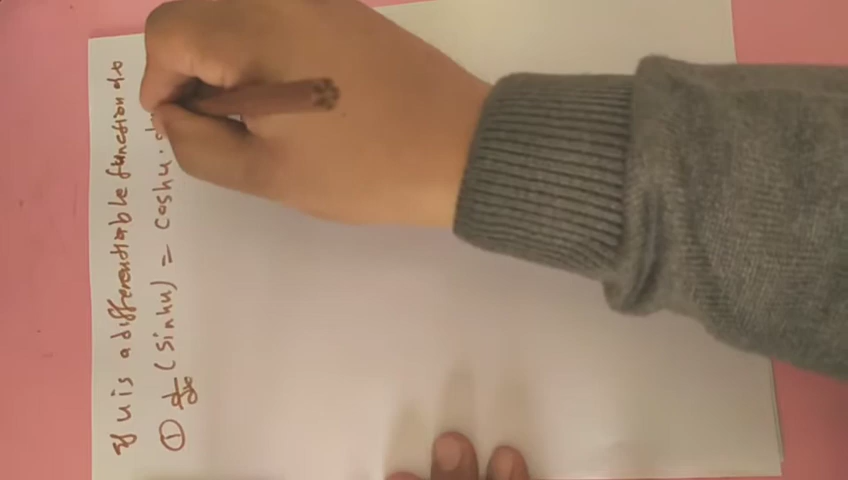 If u is a differentiable function of x
① d/dx (sinhu) = coshu . d